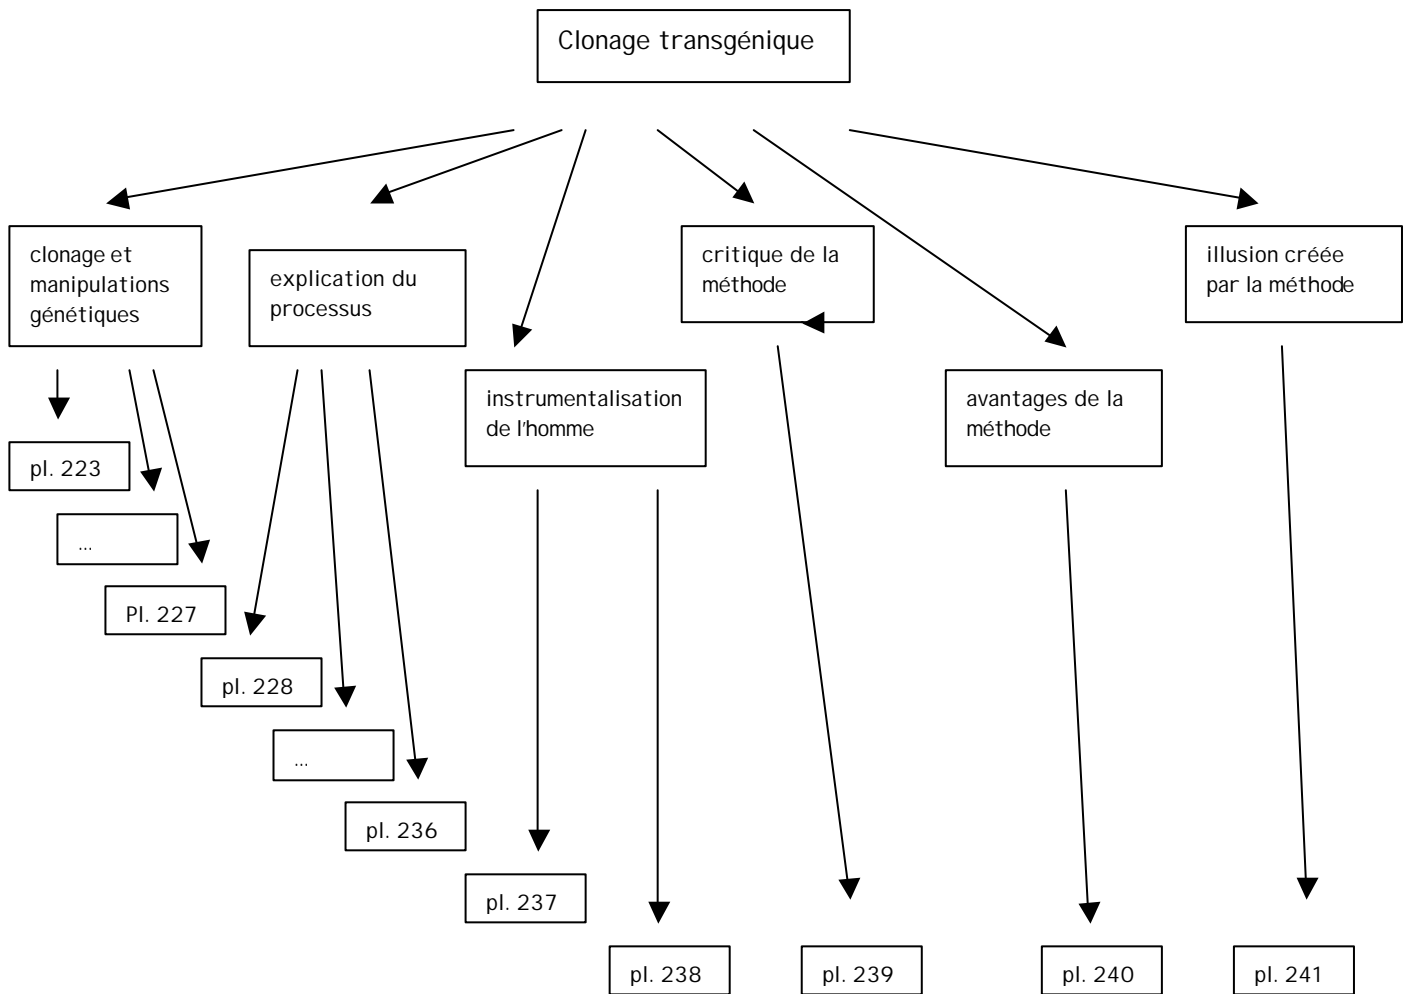 Clonage transgénique
clonage et
manipulations
génétiques
explication du
processus
instrumentalisation
de l'homme
critique de la
méthode
avantages de la
méthode
illusion créée
par la méthode
pl. 223
...
Pl. 227
pl. 228
...
pl. 236
pl. 237
pl. 238
pl. 239
pl. 240
pl. 241